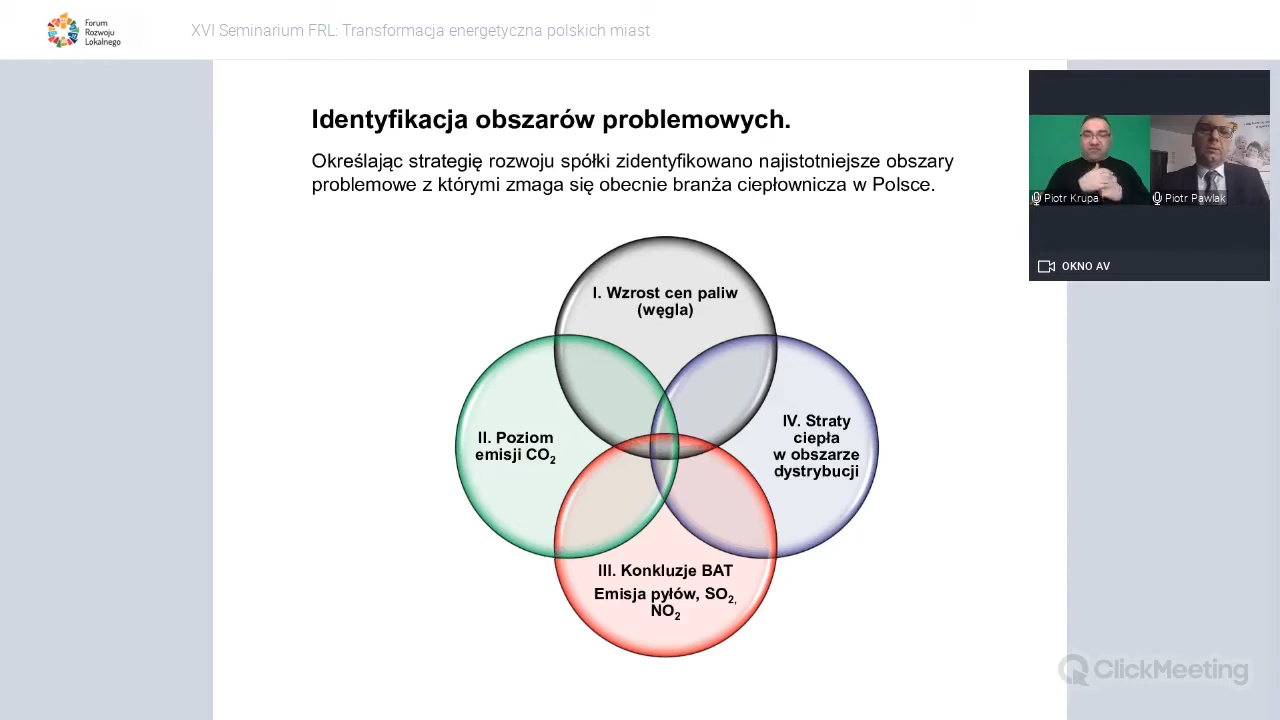 Forum
Rozwoju
Lokalnego
XVI Seminarium FRL: Transformacja energetyczna polskich miast
Identyfikacja obszarów problemowych.
Określając strategię rozwoju spółki zidentyfikowano najistotniejsze obszary
problemowe z którymi zmaga się obecnie branża ciepłownicza w Polsce.
I. Wzrost cen paliw
(węgla)
II. Poziom
emisji CO2
IV. Straty
ciepła
w obszarze
dystrybucji
III. Konkluzje BAT
Emisja pyłów, SO2,
NO2
Piotr Krupa
Piotr Pawlak
OKNO AV
ClickMeeting